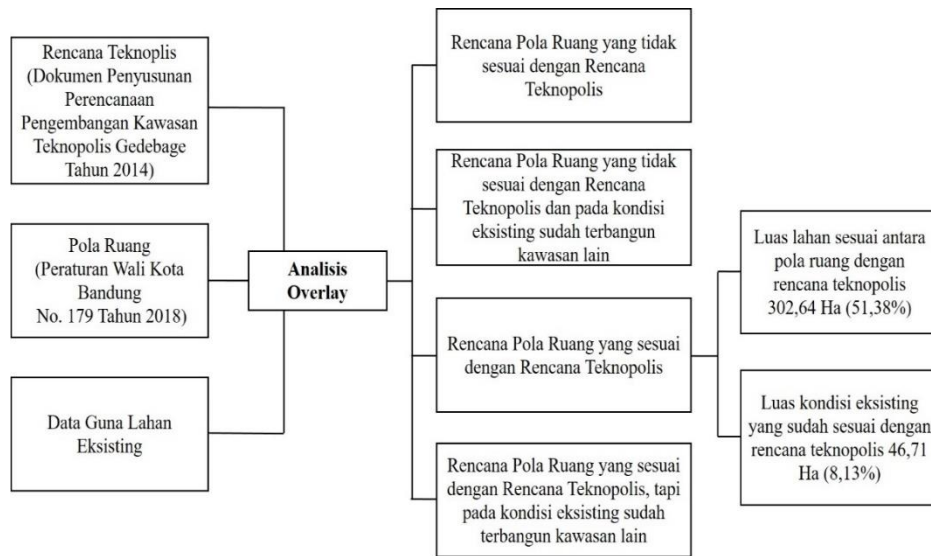 Rencana Teknoplis
(Dokumen Penyusunan
Perencanaan
Pengembangan Kawasan
Teknopolis Gedebage
Tahun 2014)
Pola Ruang
(Peraturan Wali Kota
Bandung
No. 179 Tahun 2018)
Data Guna Lahan
Eksisting
Analisis
Overlay
Rencana Pola Ruang yang tidak
sesuai dengan Rencana
Teknopolis
Rencana Pola Ruang yang tidak
sesuai dengan Rencana
Teknopolis dan pada kondisi
eksisting sudah terbangun
kawasan lain
Rencana Pola Ruang yang sesuai
dengan Rencana Teknopolis
Rencana Pola Ruang yang sesuai
dengan Rencana Teknopolis, tapi
pada kondisi eksisting sudah
terbangun kawasan lain
Luas lahan sesuai antara
pola ruang dengan
rencana teknopolis
302,64 Ha (51,38%)
Luas kondisi eksisting
yang sudah sesuai dengan
rencana teknopolis 46,71
Ha (8,13%)